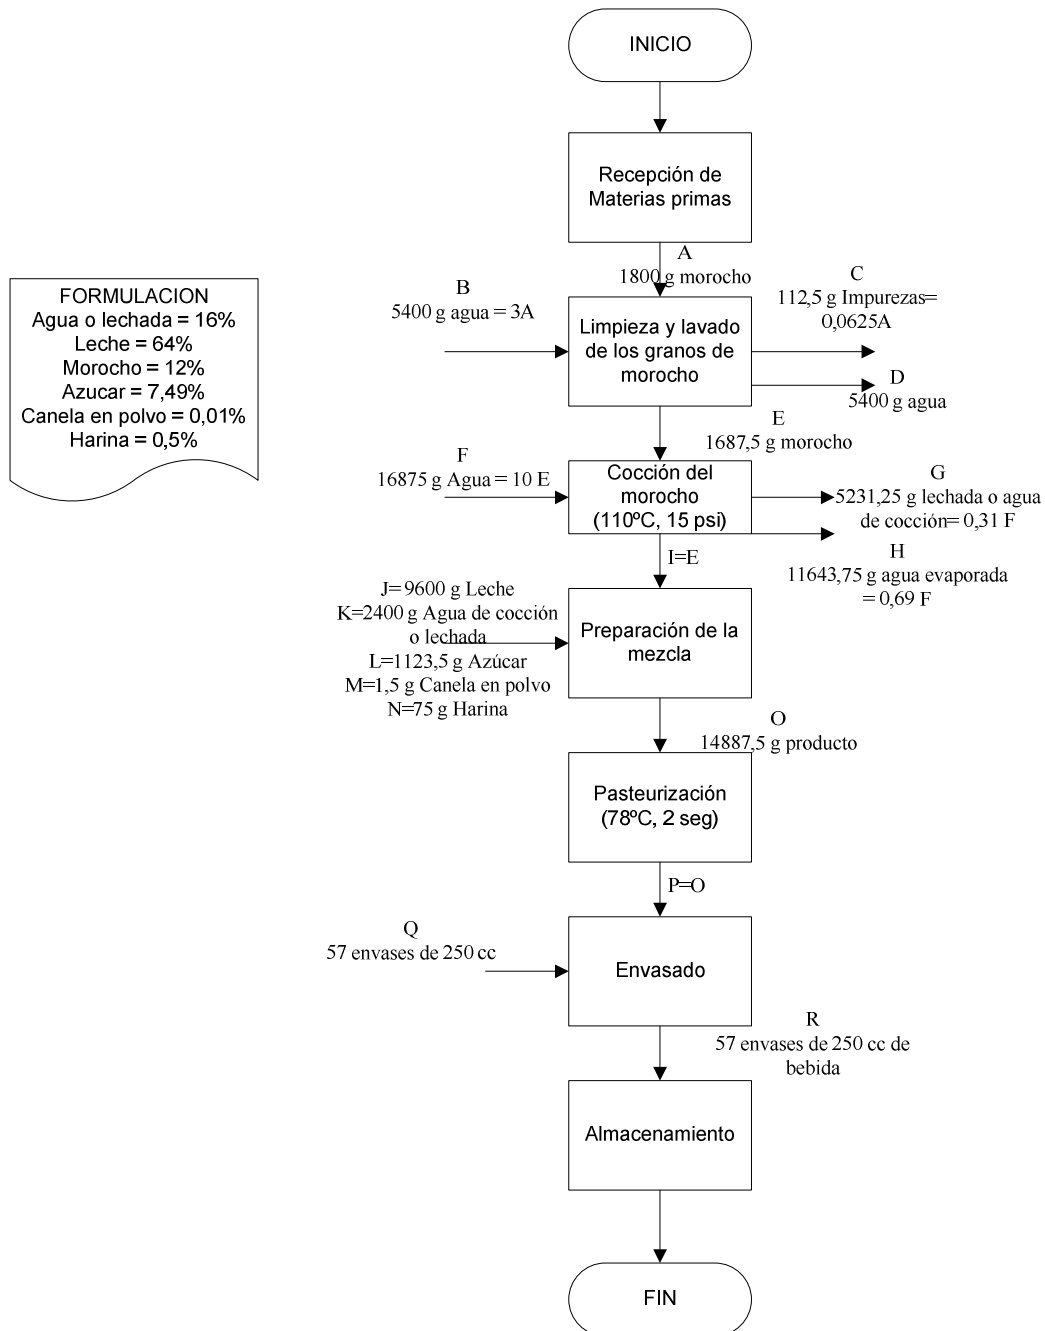 INICIO
Recepción de
Materias primas
A
1800 g morocho
FORMULACION
Agua o lechada = 16%
Leche = 64%
Morocho = 12%
Azucar = 7,49%
Canela en polvo = 0,01%
Harina = 0,5%
B
5400 g agua = 3A
Limpieza y lavado
de los granos de
morocho
C
112,5 g Impurezas=
0,0625A
D
5400 g agua
E
1687,5 g morocho
F
16875 g Agua = 10 E
Cocción del
morocho
(110ºC, 15 psi)
G
5231,25 g lechada o agua
de cocción= 0,31 F
H
11643,75 g agua evaporada
= 0,69 F
I=E
J= 9600 g Leche
K=2400 g Agua de cocción
o lechada
L=1123,5 g Azúcar
M=1,5 g Canela en polvo
N=75 g Harina
Preparación de la
mezcla
O
14887,5 g producto
Pasteurización
(78ºC, 2 seg)
P=O
Q
57 envases de 250 cc
Envasado
R
57 envases de 250 cc de
bebida
Almacenamiento
FIN